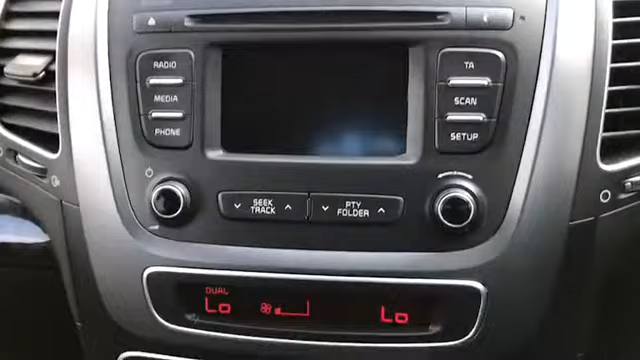 RADIO
MEDIA
PHONE
TA
SCAN
SETUP
SEEK
TRACK
PTY
FOLDER
DUAL
Lo
Lo